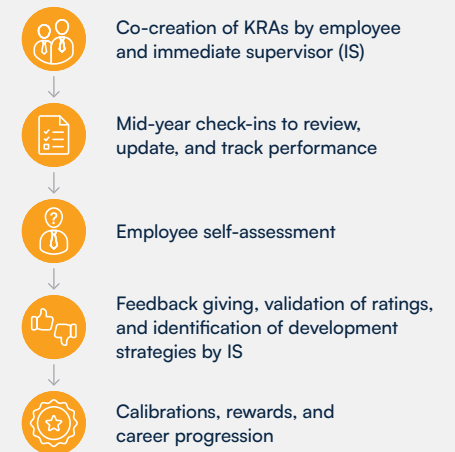 Co-creation of KRAs by employee
and immediate supervisor (IS)
Mid-year check-ins to review,
update, and track performance
?
Employee self-assessment
Feedback giving, validation of ratings,
and identification of development
strategies by IS
Calibrations, rewards, and
career progression